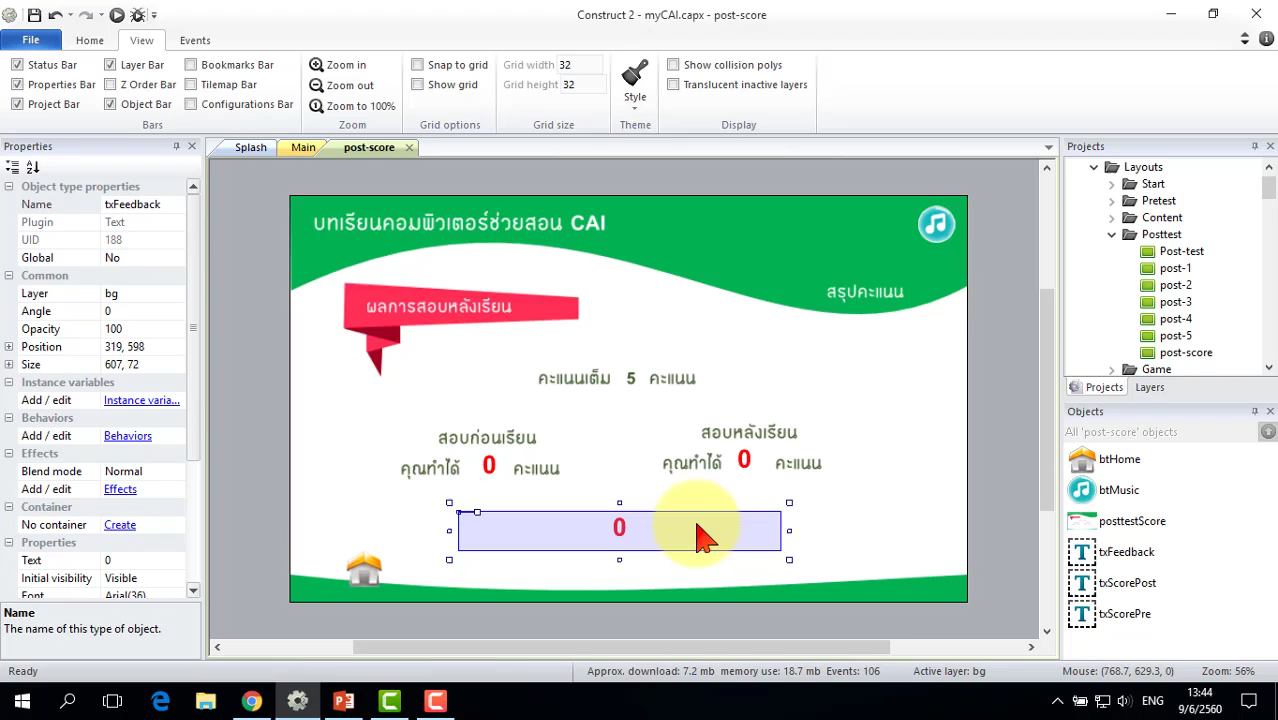 Construct 2 - myCAI.capx - post-score
File Home View Events
Status Bar Layer Bar Bookmarks Bar
Properties Bar Z Order Bar Tilemap Bar
Project Bar Object Bar Configurations Bar
Bars
Zoom in
Zoom out
Zoom to 100%
Zoom
Snap to grid
Show grid
Grid options
Grid width 32
Grid height 32
Grid size
Style
Theme
Show collision polys
Translucent inactive layers
Display
Properties
Object type properties
Name txFeedback
Plugin Text
UID 188
Global No
Common
Layer bg
Angle 0
Opacity 100
Position 319, 598
Size 607, 72
Instance variables
Add / edit Instance varia...
Behaviors
Add / edit Behaviors
Effects
Blend mode Normal
Add / edit Effects
Container
No container Create
Properties
Text 0
Initial visibility Visible
Font Arial(36)
Name
The name of this type of object.
Splash Main post-score
บทเรียนคอมพิวเตอร์ช่วยสอน CAI
สรุปคะแนน
ผลการสอบหลังเรียน
คะแนนเต็ม 5 คะแนน
สอบก่อนเรียน
คุณทำได้ 0 คะแนน
สอบหลังเรียน
คุณทำได้ 0 คะแนน
0
Projects
Layouts
Start
Pretest
Content
Posttest
Post-test
post-1
post-2
post-3
post-4
post-5
post-score
Game
Projects Layers
Objects
All 'post-score' objects
btHome
btMusic
posttestScore
T txFeedback
T txScorePost
T txScorePre
Ready
Approx. download: 7.2 mb memory use: 18.7 mb Events: 106
Active layer: bg
Mouse: (768.7, 629.3, 0)
Zoom: 56%
ENG
13:44
9/6/2560